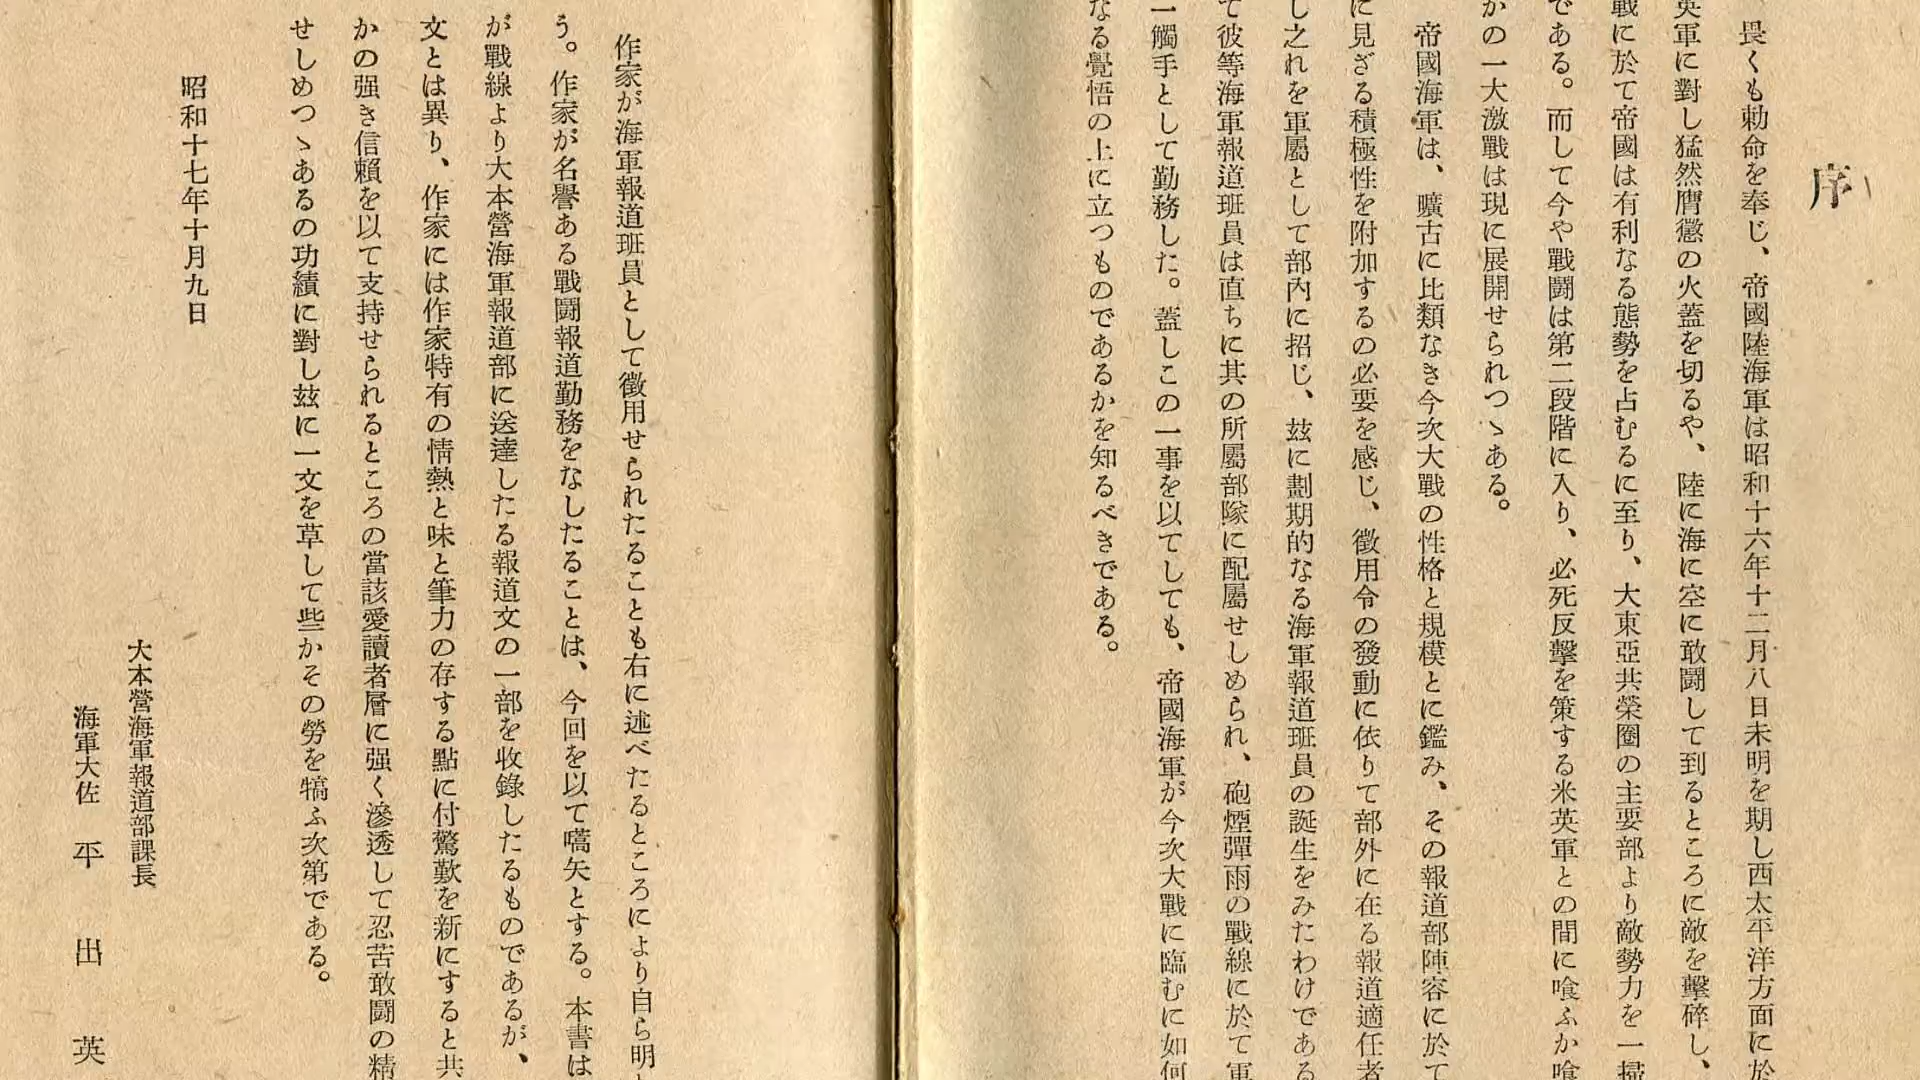 序
畏くも勅命を奉じ、帝國陸海軍は昭和十六年十二月八日未明を期し西太平洋方面に於
英軍に對し猛然膺懲の火蓋を切るや、陸に海に空に敢鬪して到るところに敵を擊碎し、
戰に於て帝國は有利なる態勢を占むるに至り、大東亞共榮圈の主要部より敵勢力を一掃
である。而して今や戰鬪は第二段階に入り、必死反擊を策する米英軍との間に喰ふか喰
かの一大激戰は現に展開せられつゝある。
帝國海軍は、曠古に比類なき今次大戰の性格と規模とに鑑み、その報道部陣容に於て
に見ざる積極性を附加するの必要を感じ、徵用令の發動に依りて部外に在る報道適任者
し之れを軍屬として部內に招じ、玆に劃期的なる海軍報道班員の誕生をみたわけである
て彼等海軍報道班員は直ちに其の所屬部隊に配屬せしめられ、砲煙彈雨の戰線に於て軍
一觸手として勤務した。蓋しこの一事を以てしても、帝國海軍が今次大戰に臨むに如何
なる覺悟の上に立つものであるかを知るべきである。
作家が海軍報道班員として徵用せられたることも右に述べたるところにより自ら明
う。作家が名譽ある戰鬪報道勤務をなしたることは、今回を以て嚆矢とする。本書は
が戰線より大本營海軍報道部に送達したる報道文の一部を收錄したるものであるが、
文とは異り、作家には作家特有の情熱と味と筆力の存する點に付驚歎を新にすると共
かの强き信賴を以て支持せられるところの當該愛讀者層に强く滲透して忍苦敢鬪の精
せしめつゝあるの功績に對し玆に一文を草して些かその勞を犒ふ次第である。
昭和十七年十月九日
大本營海軍報道部課長
海軍大佐 平出英